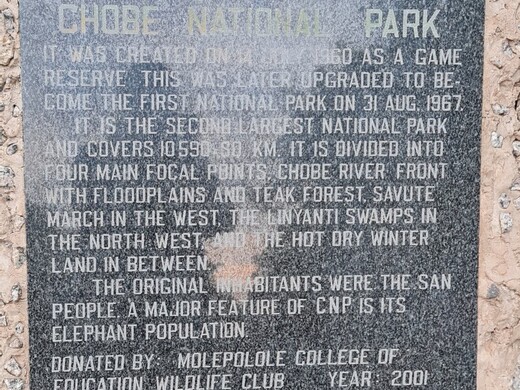 CHOBE NATIONAL PARK
IT WAS CREATED ON 1960 AS A GAME
RESERVE. THIS WAS LATER UPGRADED TO BE-
COME THE FIRST NATIONAL PARK ON 31 AUG. 1967.
IT IS THE SECOND LARGEST NATIONAL PARK
AND COVERS 10590 SQ. KM. IT IS DIVIDED INTO
FOUR MAIN FOCAL POINTS, CHOBE RIVER FRONT
WITH FLOODPLAINS AND TEAK FOREST, SAVUTE
MARCH IN THE WEST, THE LINYANTI SWAMPS IN
THE NORTH WEST, AND THE HOT DRY WINTER
LAND IN BETWEEN.
THE ORIGINAL INHABITANTS WERE THE SAN
PEOPLE. A MAJOR FEATURE OF CNP IS ITS
ELEPHANT POPULATION.
DONATED BY: MOLEPOLOLE COLLEGE OF
EDUCATION WILDLIFE CLUB YEAR: 2001